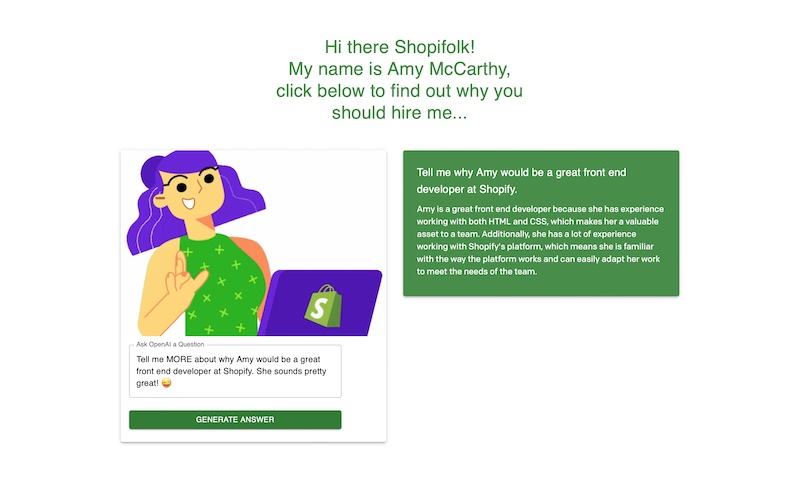 Hi there Shopifolk!
My name is Amy McCarthy,
click below to find out why you
should hire me...
Ask OpenAI a Question
Tell me MORE about why Amy would be a great
front end developer at Shopify. She sounds pretty
great! 😜
GENERATE ANSWER
Tell me why Amy would be a great front end
developer at Shopify.
Amy is a great front end developer because she has experience
working with both HTML and CSS, which makes her a valuable
asset to a team. Additionally, she has a lot of experience
working with Shopify's platform, which means she is familiar
with the way the platform works and can easily adapt her work
to meet the needs of the team.